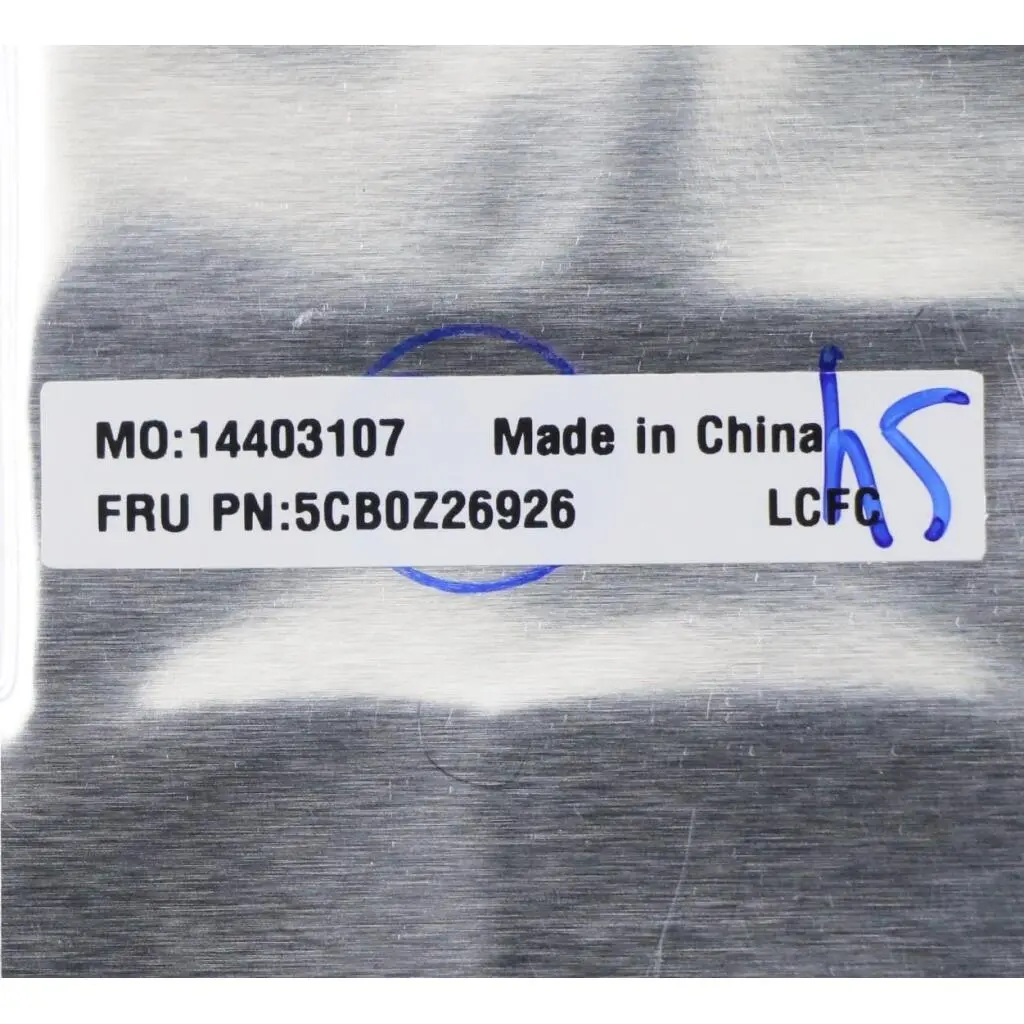 MO:14403107 Made in China
FRU PN:5CB0Z26926 LCFC